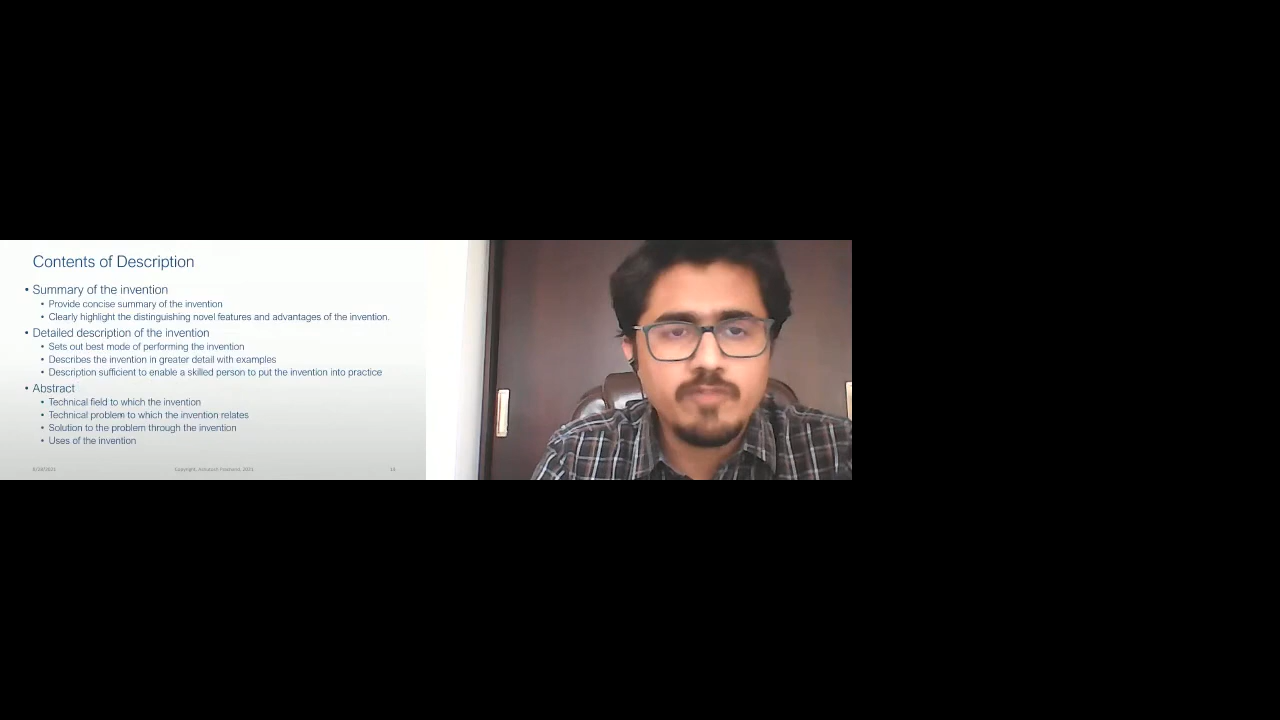 Contents of Description
• Summary of the invention
• Provide concise summary of the invention
• Clearly highlight the distinguishing novel features and advantages of the invention.
• Detailed description of the invention
• Sets out best mode of performing the invention
• Describes the invention in greater detail with examples
• Description sufficient to enable a skilled person to put the invention into practice
• Abstract
• Technical field to which the invention
• Technical problem to which the invention relates
• Solution to the problem through the invention
• Uses of the invention
Copyright, 2021